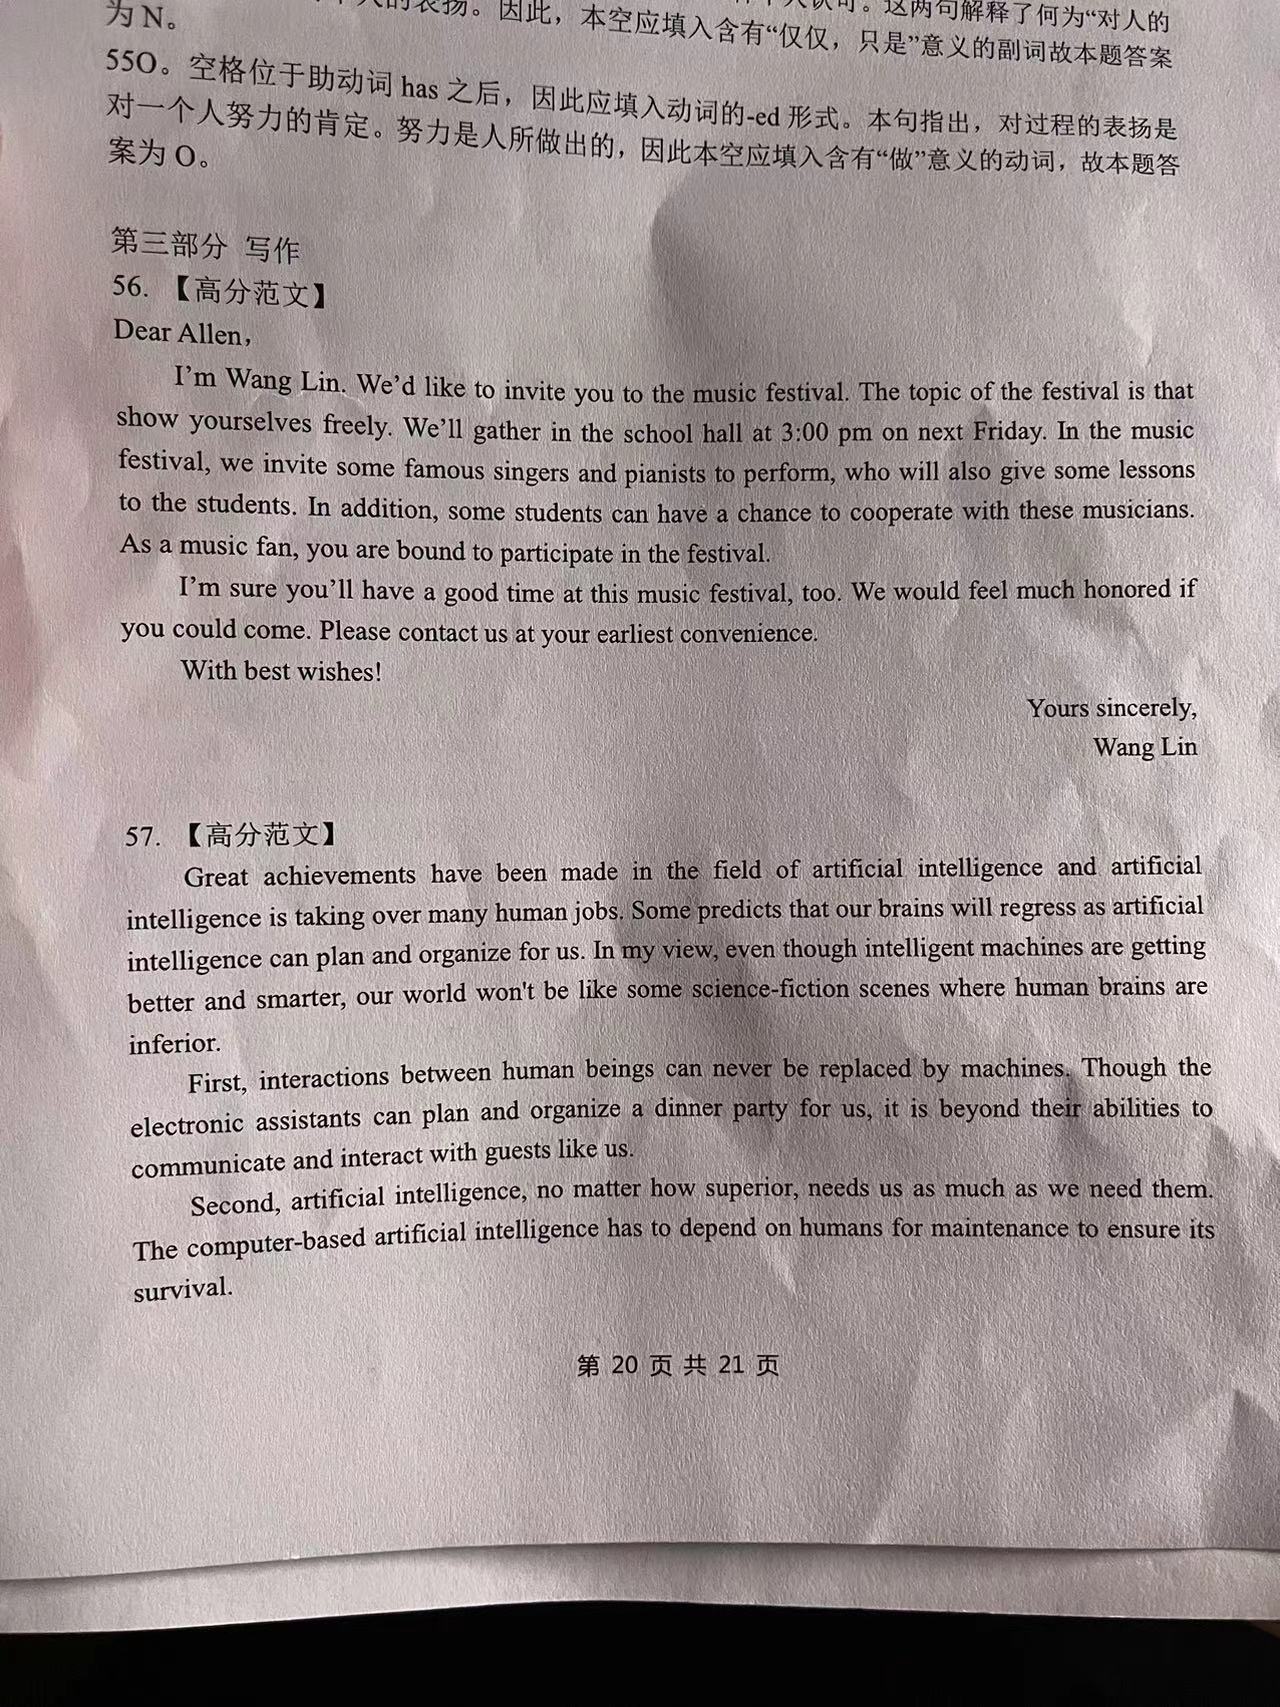 的表扬。因此，本空应填入含有“仅仅，只是”意义的副词故本题答案
这两句解释了何为“对人的
为 N。
55O。空格位于助动词 has 之后，因此应填入动词的-ed 形式。本句指出，对过程的表扬是
对一个人努力的肯定。努力是人所做出的，因此本空应填入含有“做”意义的动词，故本题答
案为 O。
第三部分 写作
56. 【高分范文】
Dear Allen,
I’m Wang Lin. We’d like to invite you to the music festival. The topic of the festival is that
show yourselves freely. We’ll gather in the school hall at 3:00 pm on next Friday. In the music
festival, we invite some famous singers and pianists to perform, who will also give some lessons
to the students. In addition, some students can have a chance to cooperate with these musicians.
As a music fan, you are bound to participate in the festival.
I’m sure you’ll have a good time at this music festival, too. We would feel much honored if
you could come. Please contact us at your earliest convenience.
With best wishes!
Yours sincerely,
Wang Lin
57. 【高分范文】
Great achievements have been made in the field of artificial intelligence and artificial
intelligence is taking over many human jobs. Some predicts that our brains will regress as artificial
intelligence can plan and organize for us. In my view, even though intelligent machines are getting
better and smarter, our world won't be like some science-fiction scenes where human brains are
inferior.
First, interactions between human beings can never be replaced by machines. Though the
electronic assistants can plan and organize a dinner party for us, it is beyond their abilities to
communicate and interact with guests like us.
Second, artificial intelligence, no matter how superior, needs us as much as we need them.
The computer-based artificial intelligence has to depend on humans for maintenance to ensure its
survival.
第 20 页 共 21 页